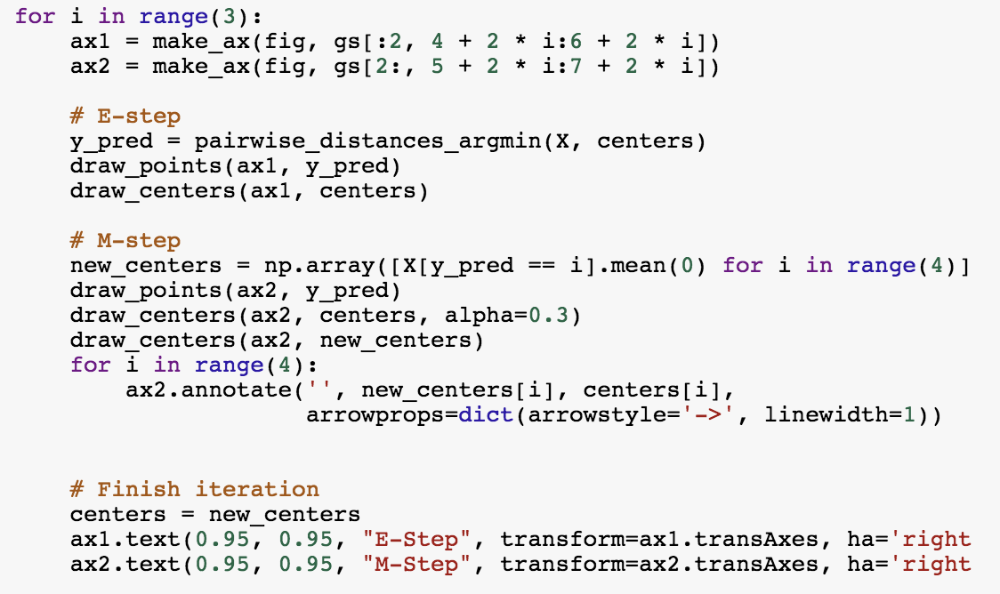 for i in range(3):
    ax1 = make_ax(fig, gs[:2, 4 + 2 * i:6 + 2 * i])
    ax2 = make_ax(fig, gs[2:, 5 + 2 * i:7 + 2 * i])

    # E-step
    y_pred = pairwise_distances_argmin(X, centers)
    draw_points(ax1, y_pred)
    draw_centers(ax1, centers)

    # M-step
    new_centers = np.array([X[y_pred == i].mean(0) for i in range(4)]
    draw_points(ax2, y_pred)
    draw_centers(ax2, centers, alpha=0.3)
    draw_centers(ax2, new_centers)
    for i in range(4):
        ax2.annotate('', new_centers[i], centers[i],
                     arrowprops=dict(arrowstyle='->', linewidth=1))


    # Finish iteration
    centers = new_centers
    ax1.text(0.95, 0.95, "E-Step", transform=ax1.transAxes, ha='right
    ax2.text(0.95, 0.95, "M-Step", transform=ax2.transAxes, ha='right